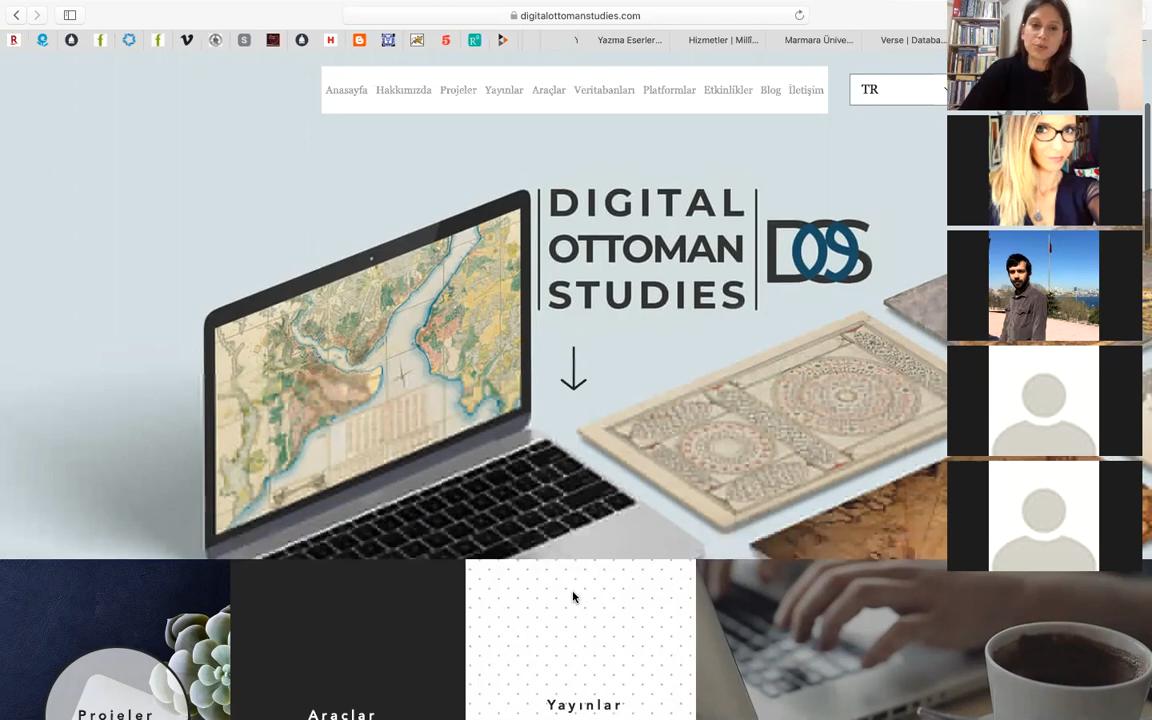 digitalottomanstudies.com
Yazma Eserler... Hizmetler | Millî... Marmara Ünive... Verse | Databa...
Anasayfa Hakkımızda Projeler Yayınlar Araçlar Veritabanları Platformlar Etkinlikler Blog İletişim
TR
DIGITAL
OTTOMAN
STUDIES
DOS
Projeler
Araçlar
Yayınlar